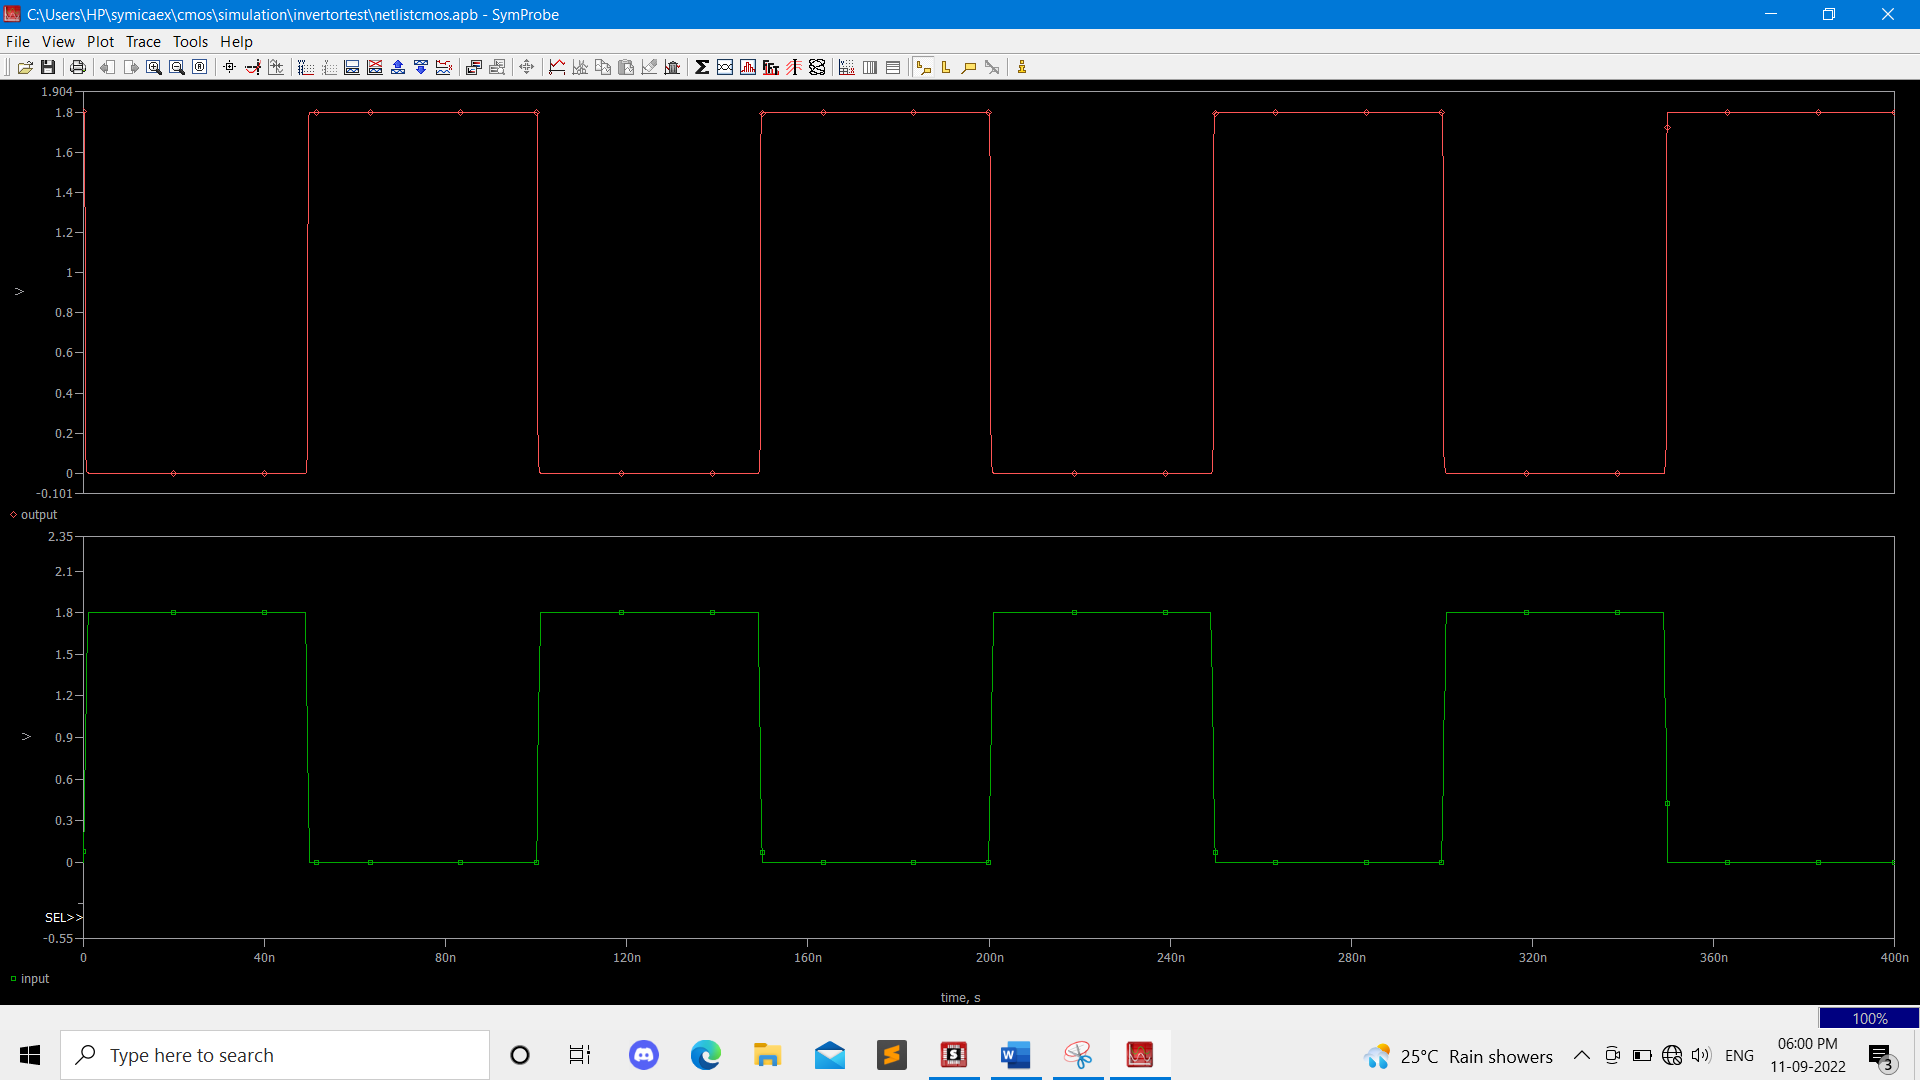 C:\Users\HP\symicaex\cmos\simulation\invertortest\netlistcmos.apb - SymProbe
File View Plot Trace Tools Help
1.904
1.8
1.6
1.4
1.2
1
0.8
0.6
0.4
0.2
0
-0.101
V
output
2.35
2.1
1.8
1.5
1.2
0.9
0.6
0.3
0
SEL>>
-0.55
V
0 40n 80n 120n 160n 200n 240n 280n 320n 360n 400n
input
time, s
100%
Type here to search
25°C Rain showers
ENG
06:00 PM
11-09-2022
3